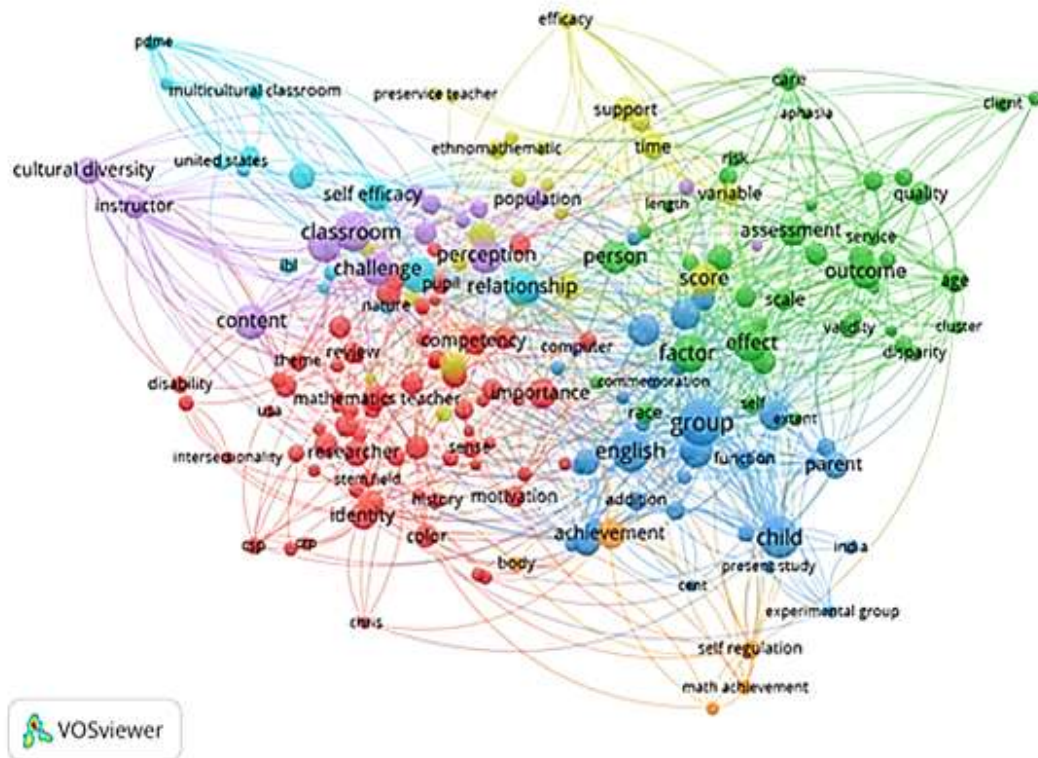 efficacy
pdme
multicultural classroom
preservice teacher
care
aphasia
client
support
ethnomathematic
time
united states
cultural diversity
instructor
self efficacy
population
risk
variable
length
quality
classroom
assessment
service
ibl
challenge
perception
pupil
relationship
person
score
outcome
age
nature
scale
content
theme
review
competency
computer
factor
effect
validity
cluster
disparity
disability
mathematics teacher
importance
commemoration
usa
race
self
extent
group
intersectionality
researcher
sense
english
function
parent
stem field
history
motivation
addition
identity
color
achievement
child
india
csp
crp
body
present study
cent
experimental group
self regulation
math achievement
VOSviewer